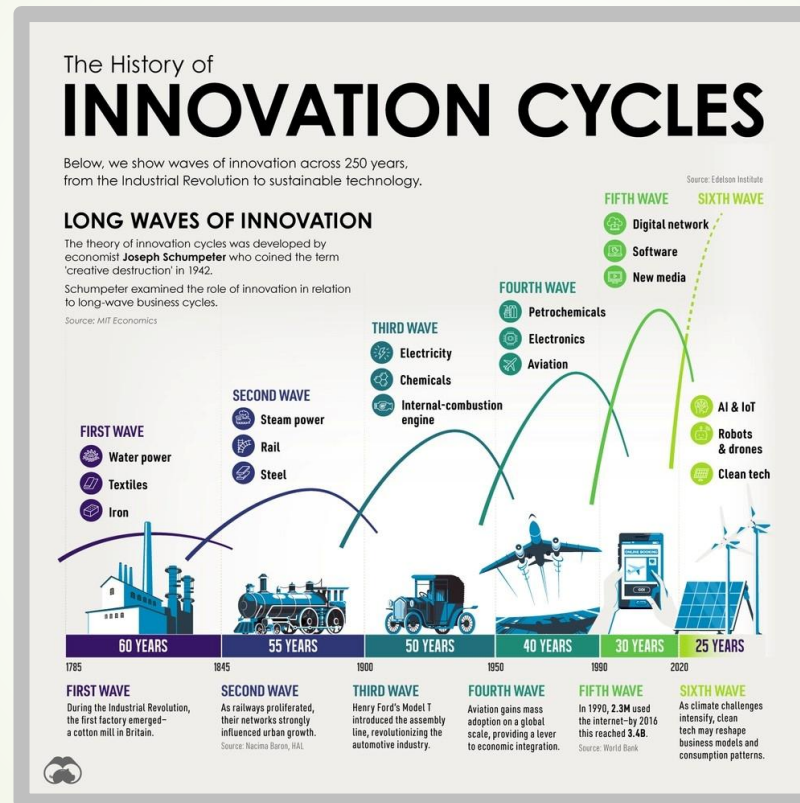 The History of
INNOVATION CYCLES
Below, we show waves of innovation across 250 years,
from the Industrial Revolution to sustainable technology.
Source: Edelson Institute
LONG WAVES OF INNOVATION
The theory of innovation cycles was developed by
economist Joseph Schumpeter who coined the term
'creative destruction' in 1942.
Schumpeter examined the role of innovation in relation
to long-wave business cycles.
Source: MIT Economics
FIRST WAVE
Water power
Textiles
Iron
SECOND WAVE
Steam power
Rail
Steel
THIRD WAVE
Electricity
Chemicals
Internal-combustion
engine
FOURTH WAVE
Petrochemicals
Electronics
Aviation
FIFTH WAVE
Digital network
Software
New media
SIXTH WAVE
AI & IoT
Robots
& drones
Clean tech
ONLINE BOOKING
60 YEARS
55 YEARS
50 YEARS
40 YEARS
30 YEARS
25 YEARS
1785
1845
1900
1950
1990
2020
FIRST WAVE
During the Industrial Revolution,
the first factory emerged—
a cotton mill in Britain.
SECOND WAVE
As railways proliferated,
their networks strongly
influenced urban growth.
Source: Nacima Baron, HAL
THIRD WAVE
Henry Ford's Model T
introduced the assembly
line, revolutionizing the
automotive industry.
FOURTH WAVE
Aviation gains mass
adoption on a global
scale, providing a lever
to economic integration.
FIFTH WAVE
In 1990, 2.3M used
the internet—by 2016
this reached 3.4B.
Source: World Bank
SIXTH WAVE
As climate challenges
intensify, clean
tech may reshape
business models and
consumption patterns.